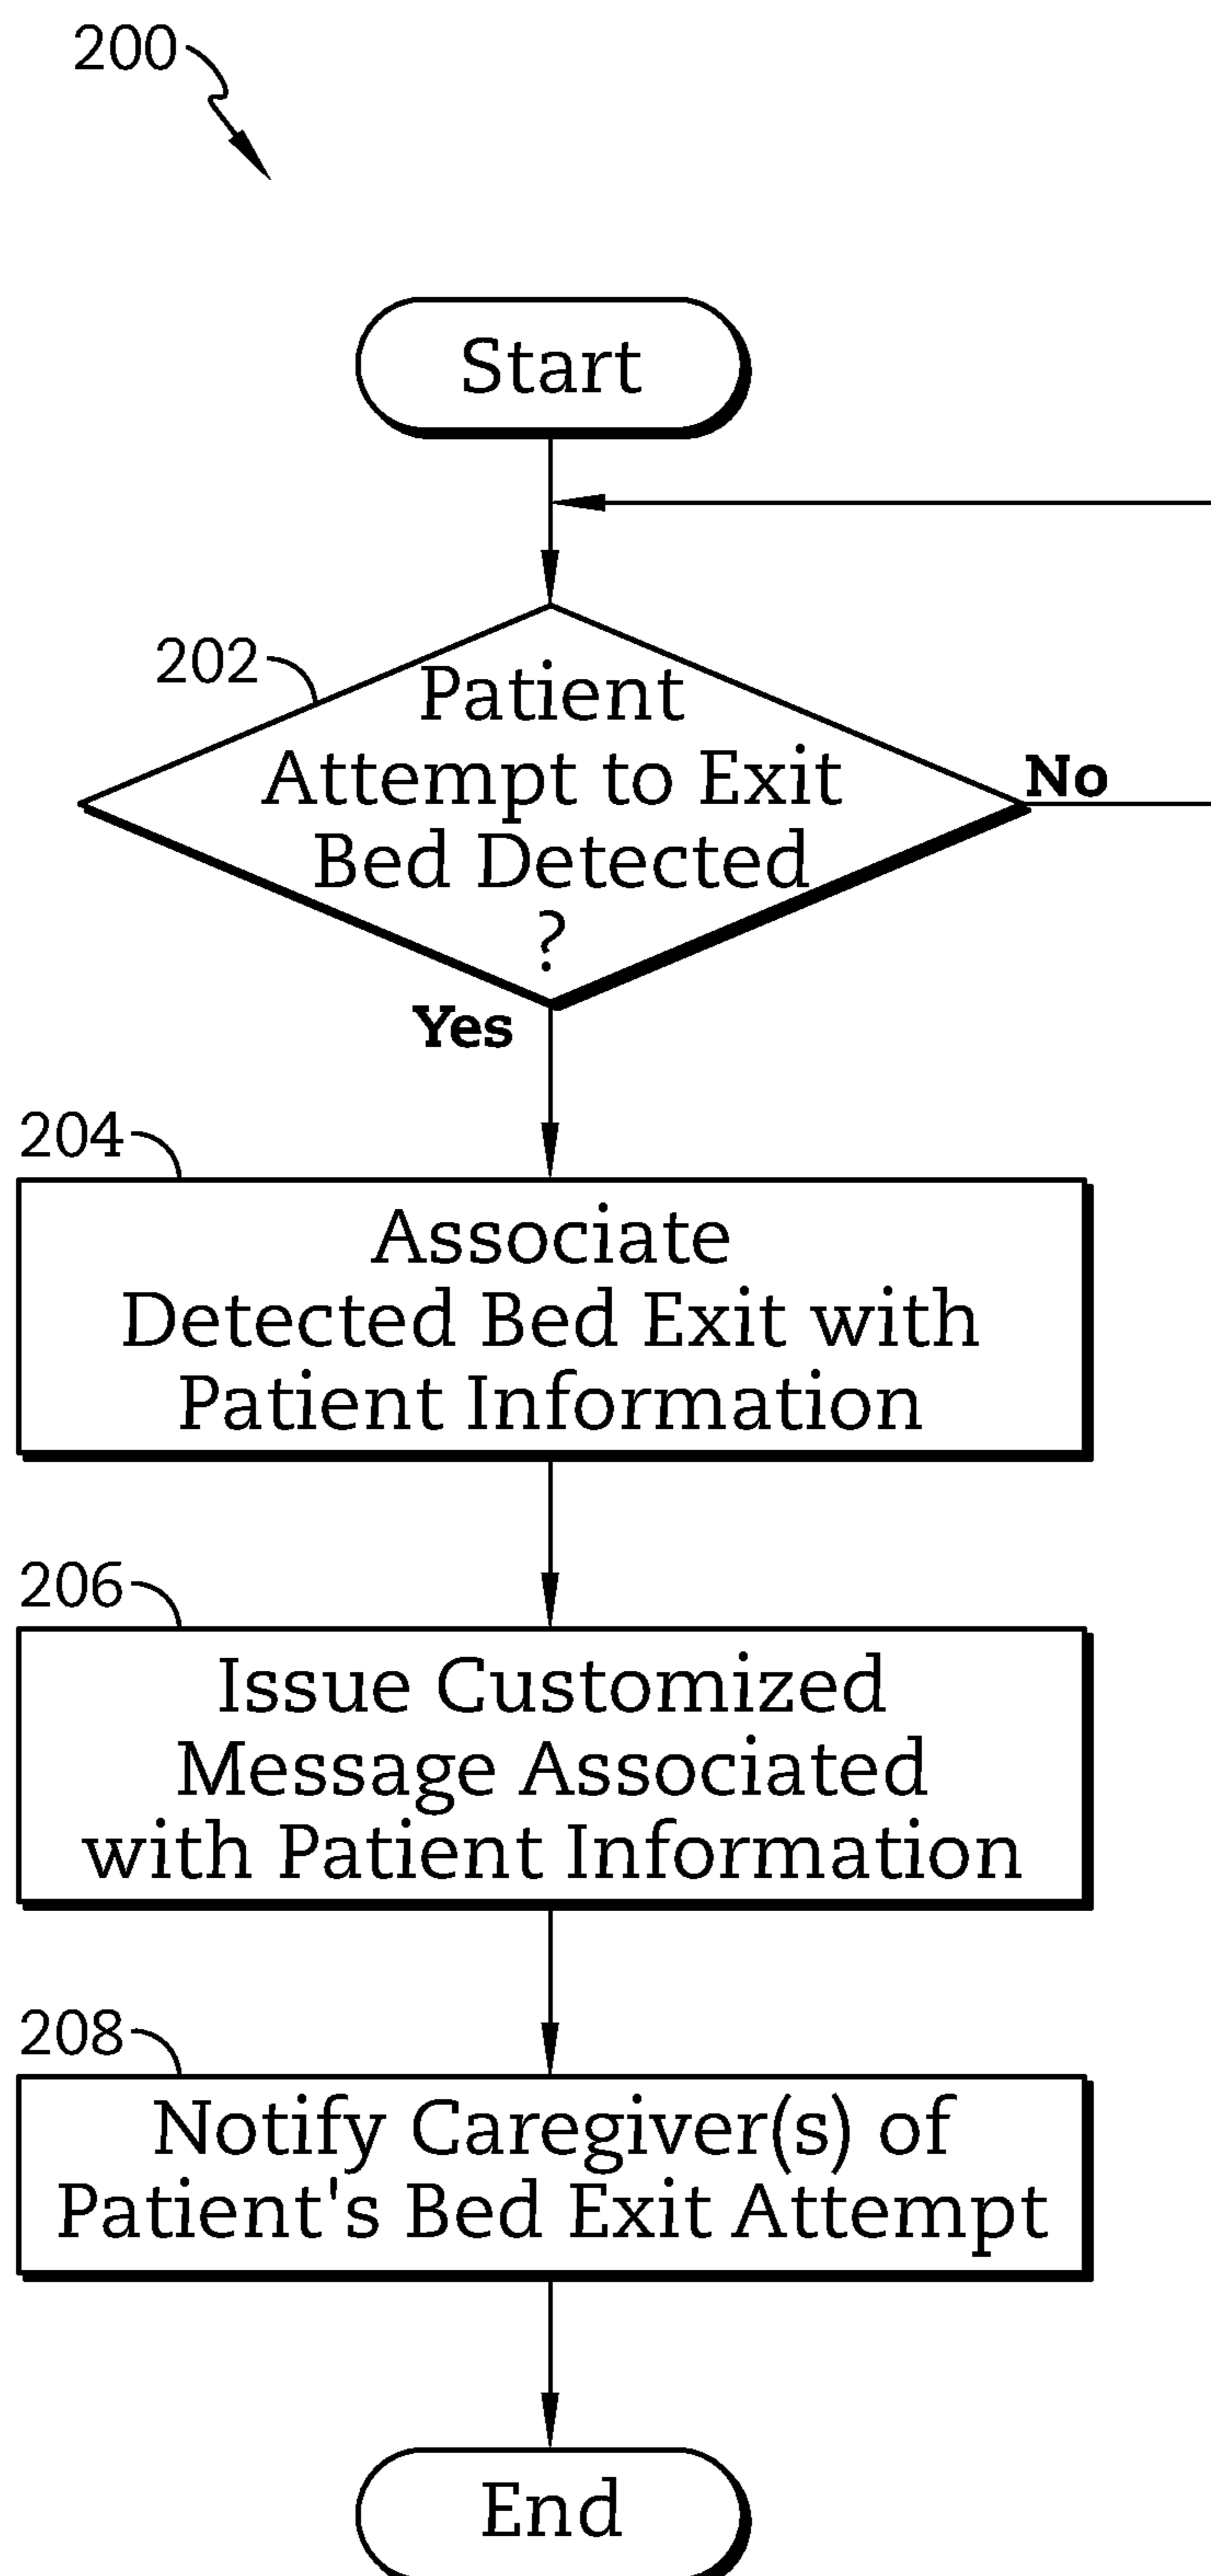 200
Start
202
Patient
Attempt to Exit
Bed Detected
?
No
Yes
204
Associate
Detected Bed Exit with
Patient Information
206
Issue Customized
Message Associated
with Patient Information
208
Notify Caregiver(s) of
Patient's Bed Exit Attempt
End